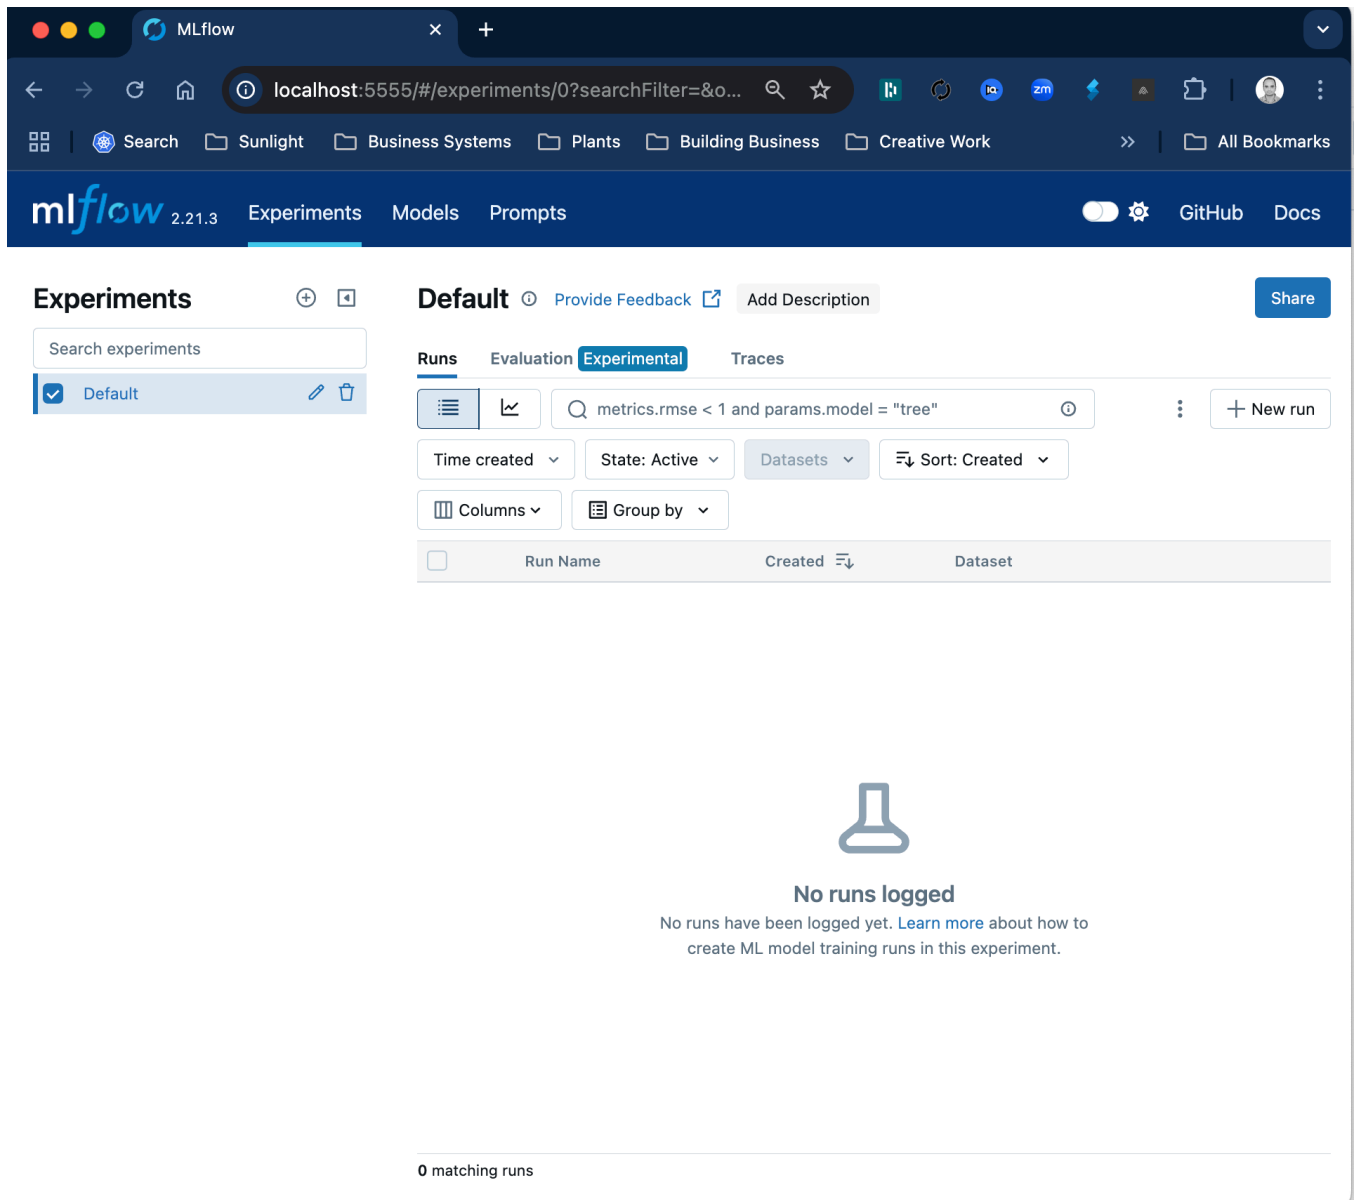 MLflow
localhost:5555/#/experiments/0?searchFilter=&o...
Search
Sunlight
Business Systems
Plants
Building Business
Creative Work
All Bookmarks
mlflow 2.21.3
Experiments
Models
Prompts
GitHub
Docs
Experiments
Search experiments
Default
Default
Provide Feedback
Add Description
Share
Runs
Evaluation Experimental
Traces
metrics.rmse < 1 and params.model = "tree"
New run
Time created
State: Active
Datasets
Sort: Created
Columns
Group by
Run Name
Created
Dataset
No runs logged
No runs have been logged yet. Learn more about how to
create ML model training runs in this experiment.
0 matching runs